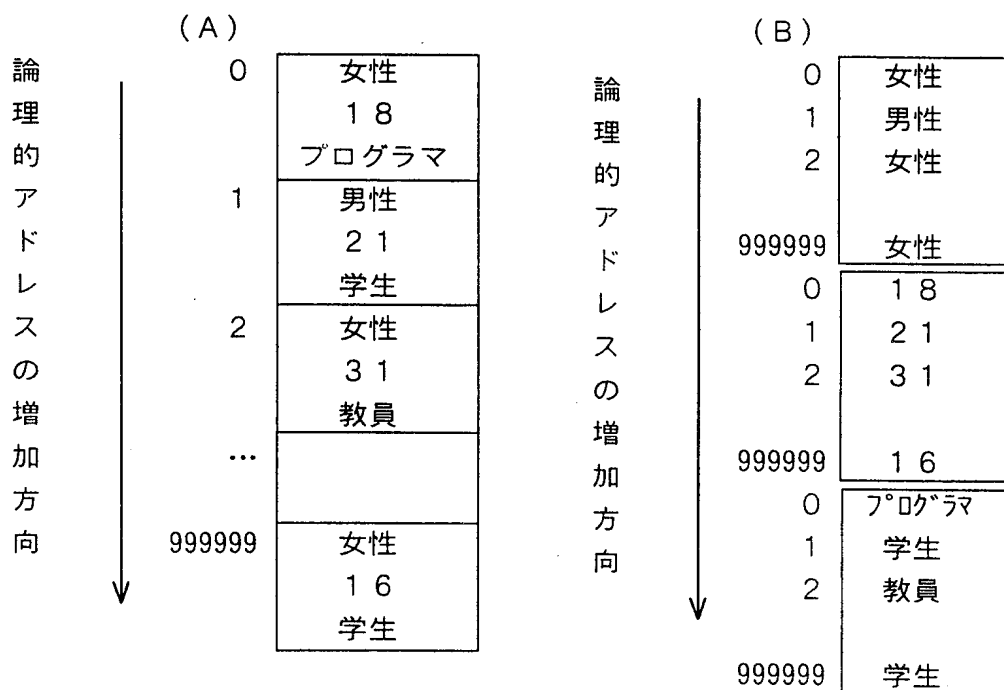 (A)
論理的アドレスの増加方向
0 女性
18
プログラマ
1 男性
21
学生
2 女性
31
教員
…
999999 女性
16
学生
(B)
論理的アドレスの増加方向
0 女性
1 男性
2 女性
999999 女性
0 18
1 21
2 31
999999 16
0 プログラマ
1 学生
2 教員
999999 学生